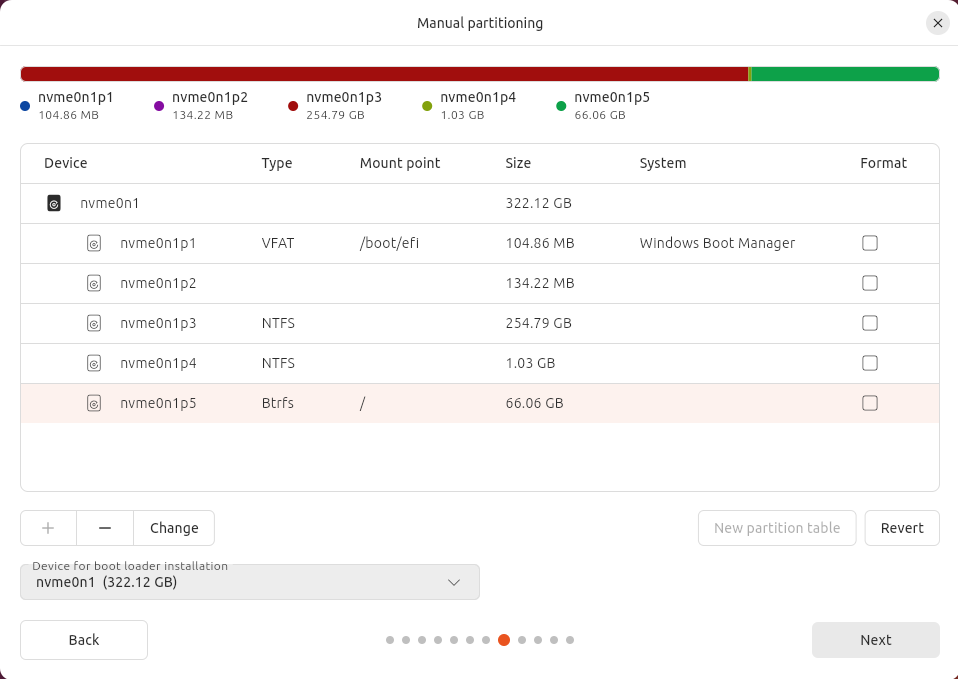 Manual partitioning
nvme0n1p1 nvme0n1p2 nvme0n1p3 nvme0n1p4 nvme0n1p5
104.86 MB 134.22 MB 254.79 GB 1.03 GB 66.06 GB
Device Type Mount point Size System Format
nvme0n1 322.12 GB
nvme0n1p1 VFAT /boot/efi 104.86 MB Windows Boot Manager
nvme0n1p2 134.22 MB
nvme0n1p3 NTFS 254.79 GB
nvme0n1p4 NTFS 1.03 GB
nvme0n1p5 Btrfs / 66.06 GB
Change New partition table Revert
Device for boot loader installation
nvme0n1 (322.12 GB)
Back Next